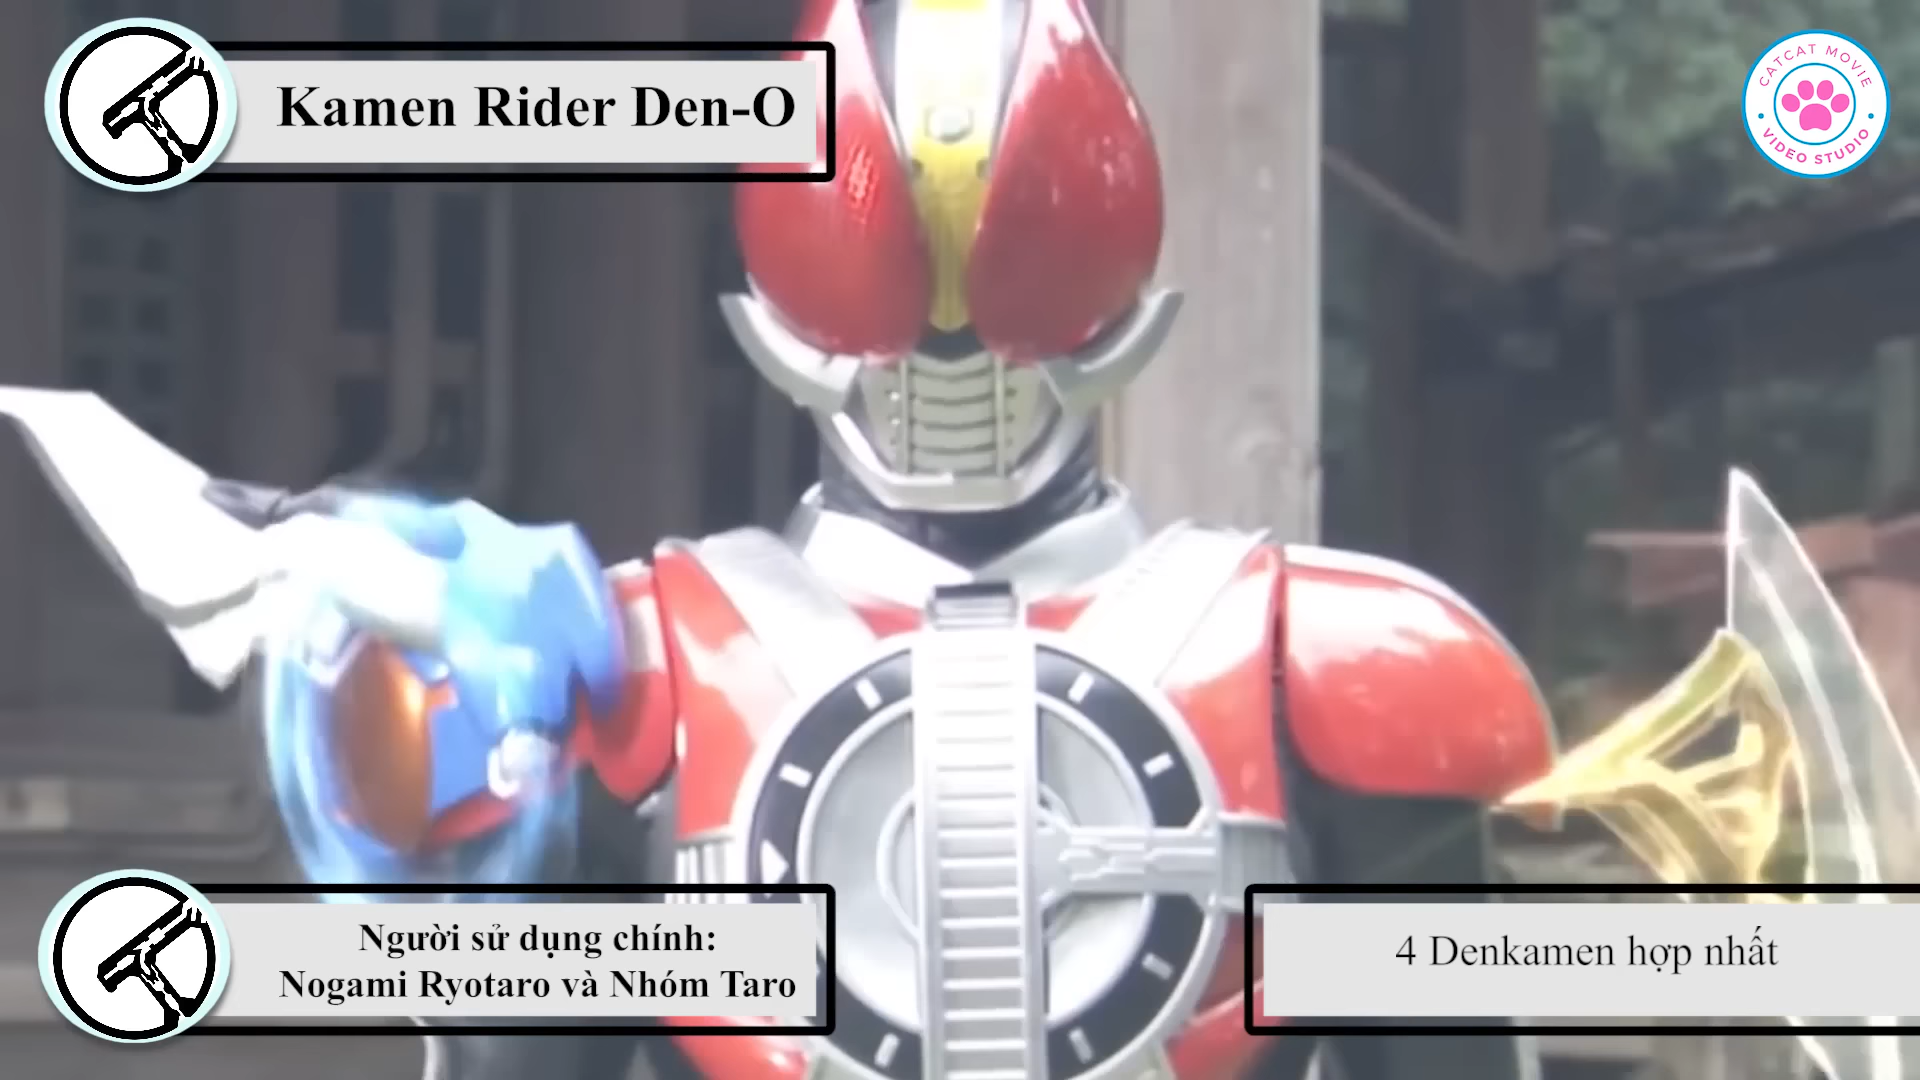 Kamen Rider Den-O
CATCAT MOVIE
VIDEO STUDIO
Người sử dụng chính:
Nogami Ryotaro và Nhóm Taro
4 Denkamen hợp nhất